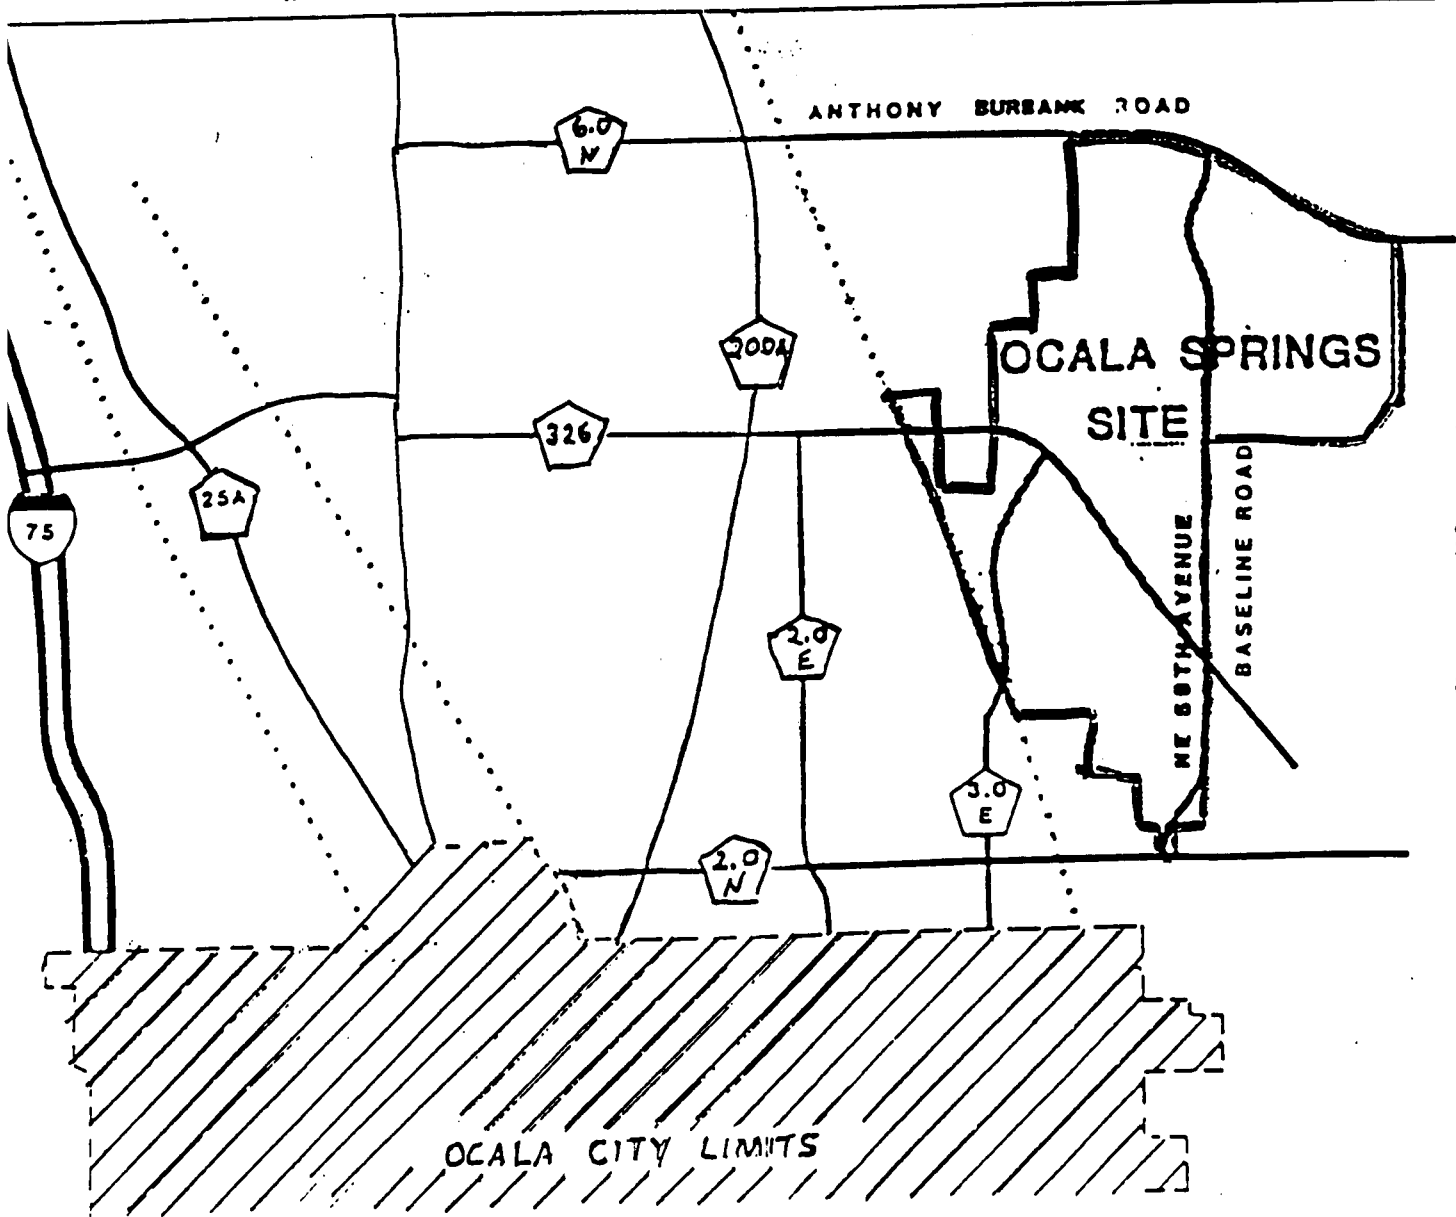 ANTHONY BURBANK ROAD
6.0
N
200A
OCALA SPRINGS
SITE
326
25A
75
NE 58TH AVENUE
BASELINE ROAD
2.0
E
3.0
E
2.0
N
OCALA CITY LIMITS